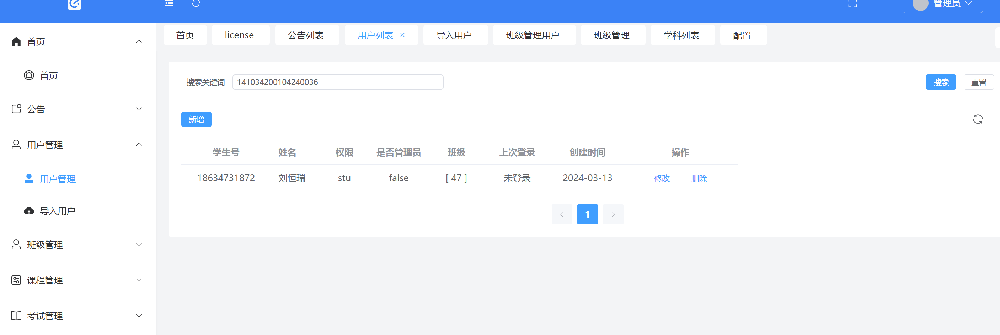 管理员
首页
首页
公告
用户管理
用户管理
导入用户
班级管理
课程管理
考试管理
首页 license 公告列表 用户列表 导入用户 班级管理用户 班级管理 学科列表 配置
搜索关键词 141034200104240036 搜索 重置
新增
学生号 姓名 权限 是否管理员 班级 上次登录 创建时间 操作
18634731872 刘恒瑞 stu false [ 47 ] 未登录 2024-03-13 修改 删除
1